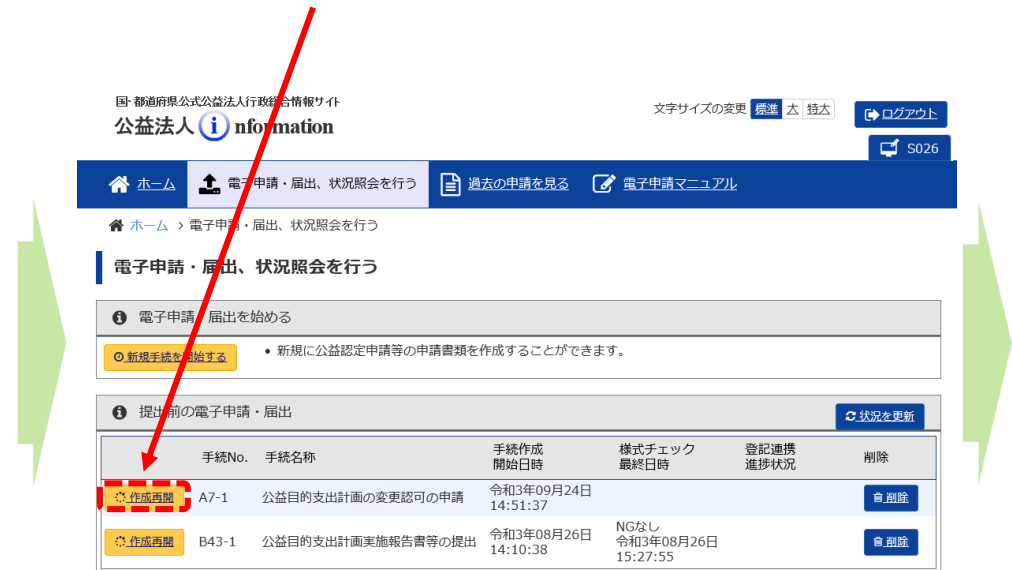 国・都道府県公式公益法人行政総合情報サイト
公益法人 information
文字サイズの変更 標準 大 特大
ログアウト
S026
ホーム 電子申請・届出、状況照会を行う 過去の申請を見る 電子申請マニュアル
ホーム > 電子申請・届出、状況照会を行う
電子申請・届出、状況照会を行う
電子申請・届出を始める
新規手続を開始する • 新規に公益認定申請等の申請書類を作成することができます。
提出前の電子申請・届出 状況を更新
手続No. 手続名称 手続作成 開始日時 様式チェック 最終日時 登記連携 進捗状況 削除
作成再開 A7-1 公益目的支出計画の変更認可の申請 令和3年09月24日 14:51:37 削除
作成再開 B43-1 公益目的支出計画実施報告書等の提出 令和3年08月26日 14:10:38 NGなし 令和3年08月26日 15:27:55 削除